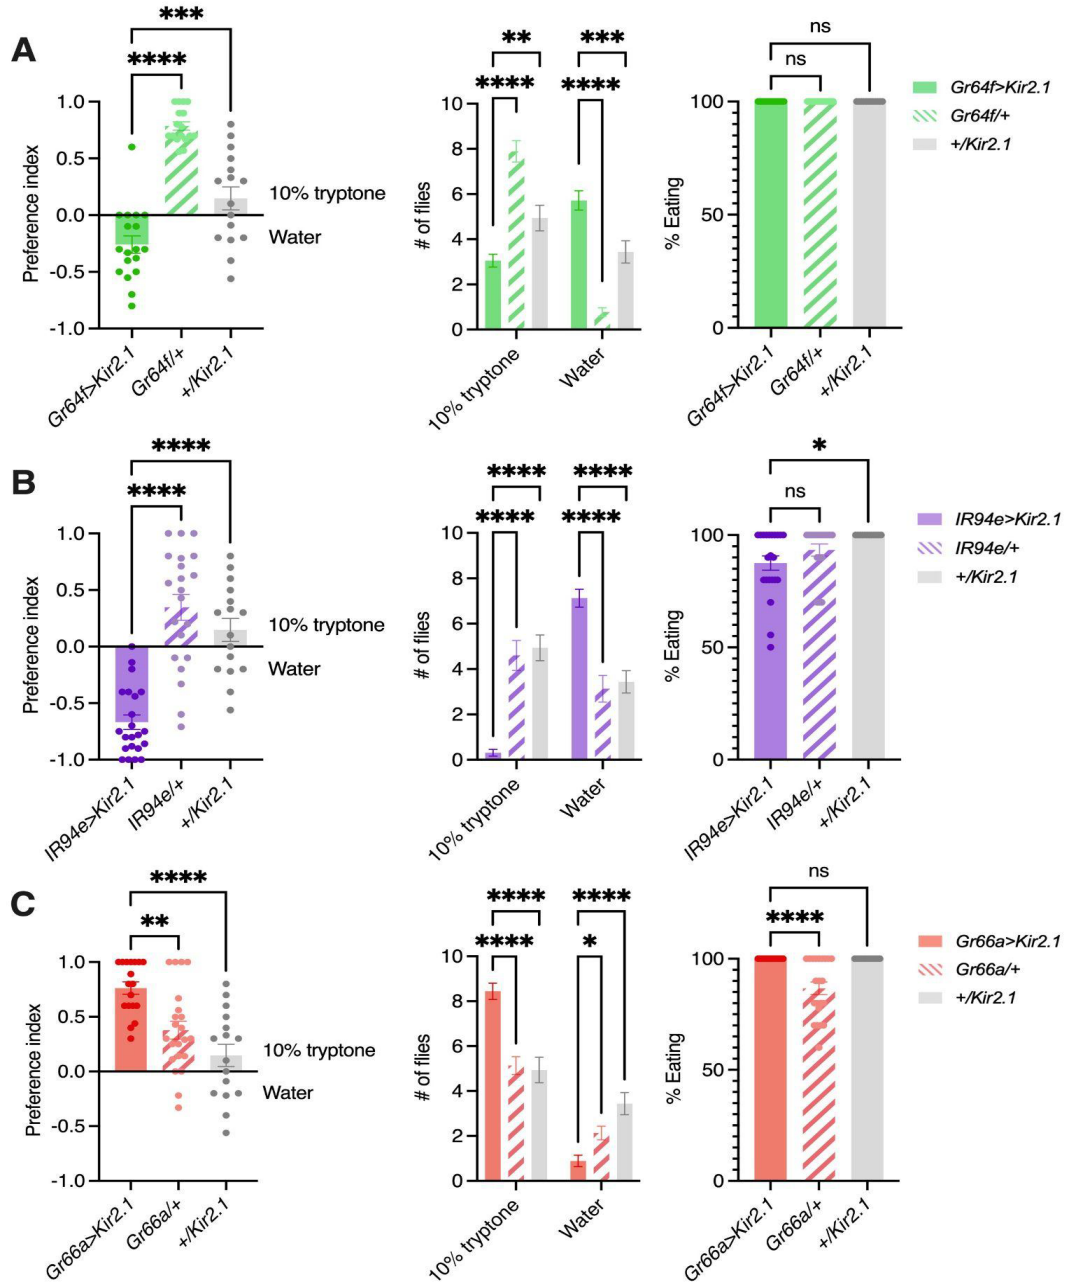 A
***
****
Preference index
1.0
0.5
0.0
-0.5
-1.0
10% tryptone
Water
Gr64f>Kir2.1
Gr64f/+
+/Kir2.1
**
***
****
****
# of flies
10
8
6
4
2
0
10% tryptone
Water
ns
ns
% Eating
100
50
0
Gr64f>Kir2.1
Gr64f/+
+/Kir2.1
Gr64f>Kir2.1
Gr64f/+
+/Kir2.1
B
****
****
Preference index
1.0
0.5
0.0
-0.5
-1.0
10% tryptone
Water
IR94e>Kir2.1
IR94e/+
+/Kir2.1
****
****
****
****
# of flies
10
8
6
4
2
0
10% tryptone
Water
*
ns
% Eating
100
50
0
IR94e>Kir2.1
IR94e/+
+/Kir2.1
IR94e>Kir2.1
IR94e/+
+/Kir2.1
C
****
**
Preference index
1.0
0.5
0.0
-0.5
-1.0
10% tryptone
Water
Gr66a>Kir2.1
Gr66a/+
+/Kir2.1
****
****
****
*
# of flies
10
8
6
4
2
0
10% tryptone
Water
ns
****
% Eating
100
50
0
Gr66a>Kir2.1
Gr66a/+
+/Kir2.1
Gr66a>Kir2.1
Gr66a/+
+/Kir2.1